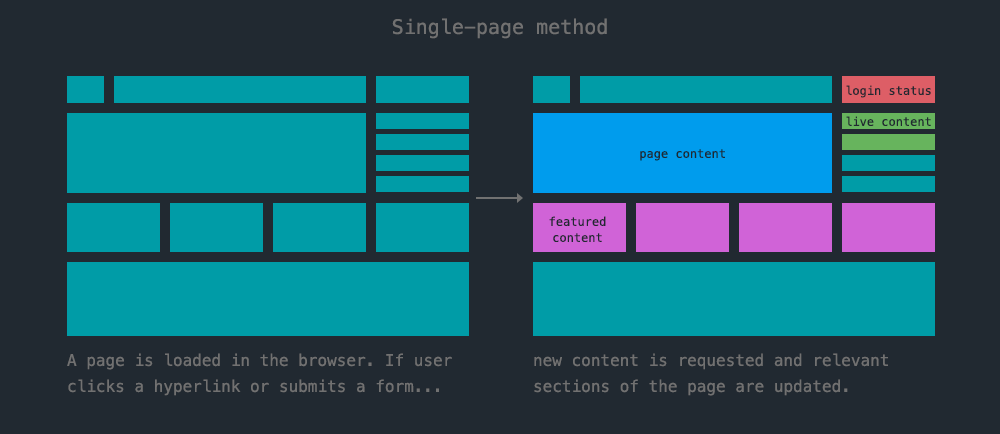 Single-page method
login status
live content
page content
featured
content
A page is loaded in the browser. If user
clicks a hyperlink or submits a form...
new content is requested and relevant
sections of the page are updated.